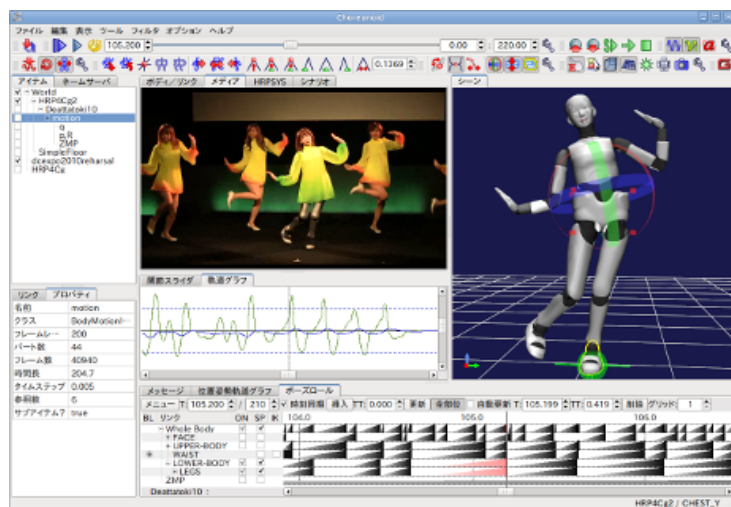 Choreonoid
ファイル 編集 表示 ツール フィルタ オプション ヘルプ
105.200 0.00 : 220.00
0.1369
アイテム ネームサーバ
ボディ/リンク メディア HRPSYS シナリオ
シーン
World
HRP4Cg2
Deattatoki10
motion
q
p,R
ZMP
SimpleFloor
dcexpo2010reharsal
HRP4Cg
関節スライダ 軌道グラフ
リンク プロパティ
名前 motion
クラス
フレームレ… 200
パート数 44
フレーム数 40940
時間長 204.7
タイムステップ 0.005
参照数 6
サブアイテム? true
メッセージ 位置姿勢軌道グラフ ポーズロール
メニュー T: 105.200 / 210 時刻同期 挿入 TT: 0.000 更新 全部位 自動更新 T: 105.199 TT: 0.419 削除 グリッド: 1
BL リンク ON SP IK 104.0 105.0 106.0
Whole Body
FACE
UPPER-BODY
WAIST
LOWER-BODY
LEGS
ZMP
Deattatoki10 :
HRP4Cg2 / CHEST_Y